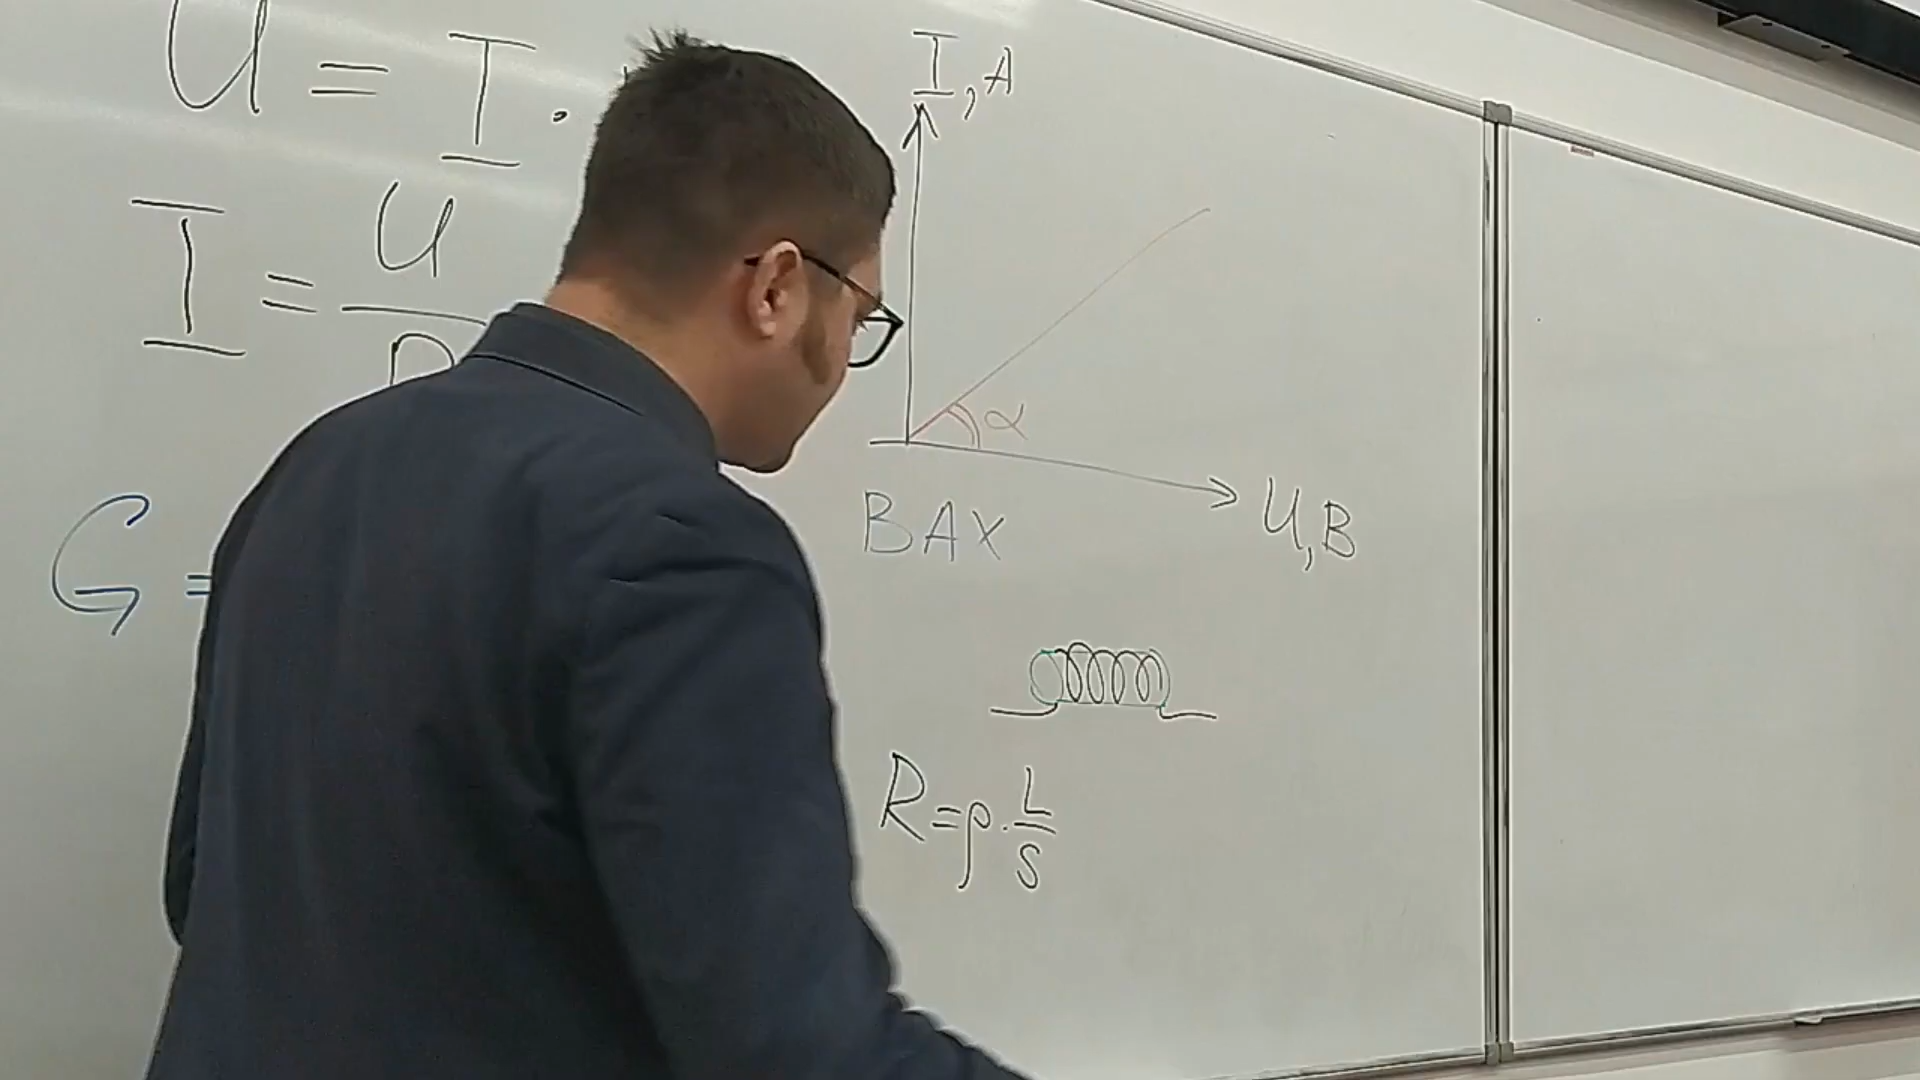 U = I ·
I = U
G =
I, A
α
U, В
ВАХ
R = ρ · L/S